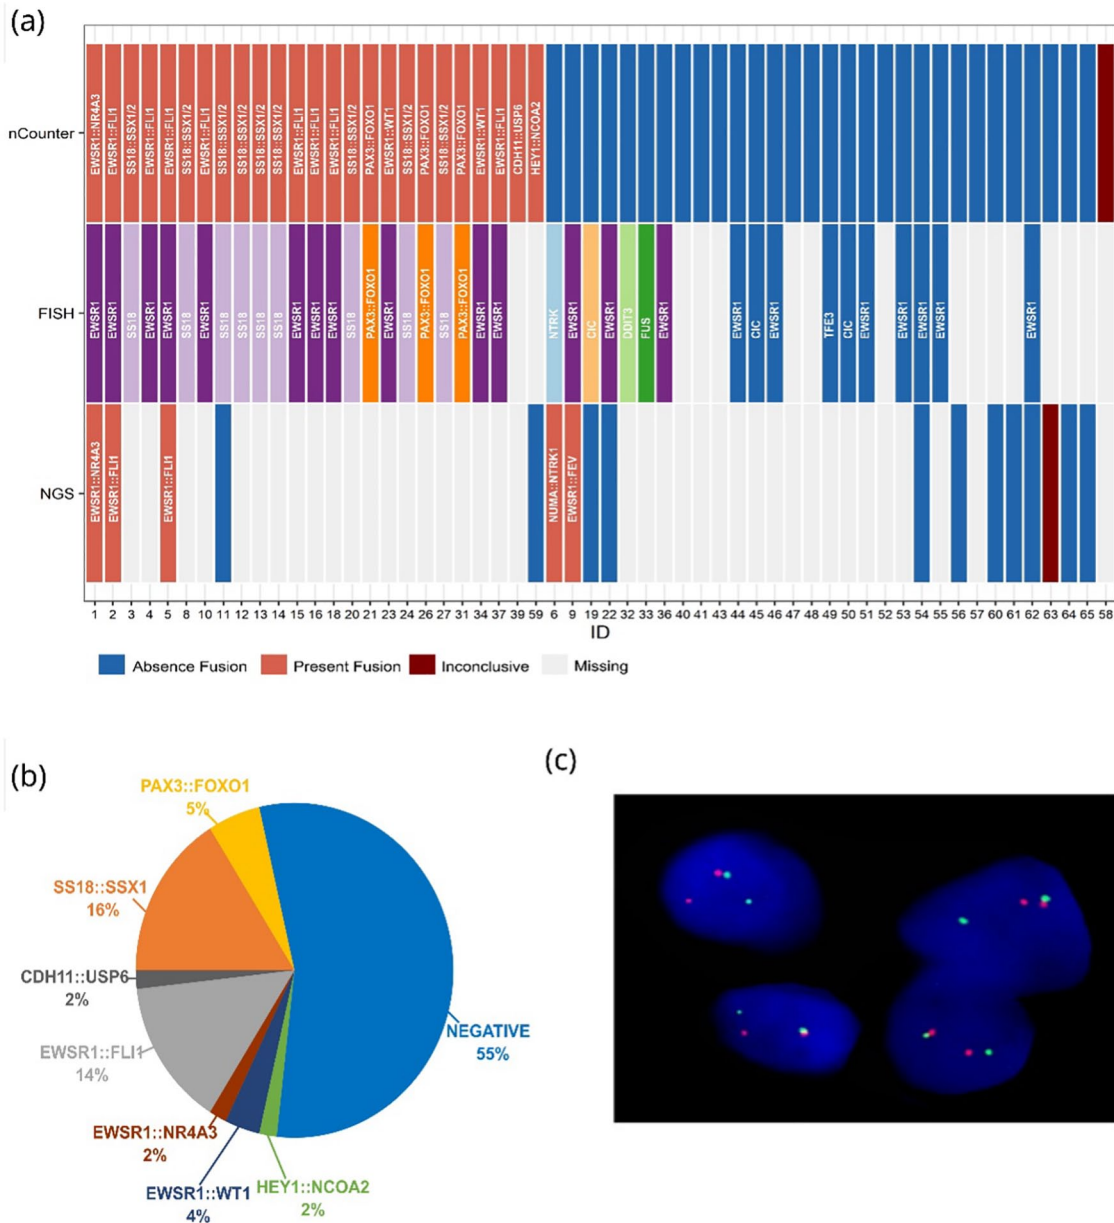 (a)
nCounter
EWSR1::NR4A3
EWSR1::FLI1
SS18::SSX1/2
EWSR1::FLI1
EWSR1::FLI1
SS18::SSX1/2
EWSR1::FLI1
SS18::SSX1/2
SS18::SSX1/2
SS18::SSX1/2
SS18::SSX1/2
EWSR1::FLI1
EWSR1::FLI1
EWSR1::FLI1
SS18::SSX1/2
PAX3::FOXO1
EWSR1::WT1
SS18::SSX1/2
PAX3::FOXO1
SS18::SSX1/2
PAX3::FOXO1
EWSR1::WT1
EWSR1::FLI1
CDH11::USP6
HEY1::NCOA2
FISH
EWSR1
EWSR1
SS18
EWSR1
EWSR1
SS18
EWSR1
SS18
SS18
SS18
SS18
EWSR1
EWSR1
EWSR1
SS18
PAX3::FOXO1
EWSR1
SS18
PAX3::FOXO1
SS18
PAX3::FOXO1
EWSR1
EWSR1
NTRK
EWSR1
CIC
EWSR1
DDIT3
FUS
EWSR1
EWSR1
CIC
EWSR1
TFE3
CIC
EWSR1
EWSR1
EWSR1
EWSR1
EWSR1
NGS
EWSR1::NR4A3
EWSR1::FLI1
EWSR1::FLI1
NUMA::NTRK1
EWSR1::FEV
1 2 3 4 5 8 10 11 12 13 14 15 16 18 20 21 23 24 26 27 31 34 37 39 59 6 9 19 22 32 33 36 40 41 43 44 45 46 47 48 49 50 51 52 53 54 55 56 57 60 61 62 63 64 65 58
ID
Absence Fusion Present Fusion Inconclusive Missing
(b)
PAX3::FOXO1
5%
SS18::SSX1
16%
CDH11::USP6
2%
EWSR1::FLI1
14%
EWSR1::NR4A3
2%
EWSR1::WT1
4%
HEY1::NCOA2
2%
NEGATIVE
55%
(c)